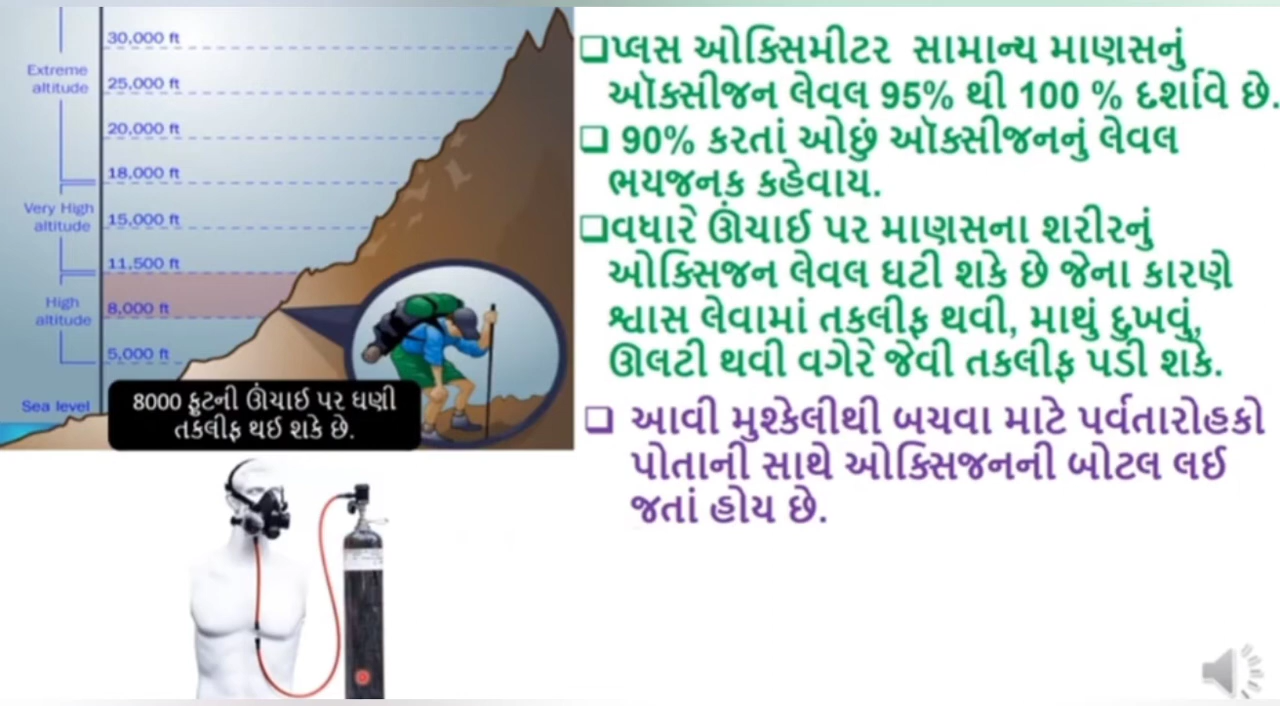 30,000 ft
Extreme
altitude
25,000 ft
20,000 ft
18,000 ft
Very High
altitude
15,000 ft
11,500 ft
High
altitude
8,000 ft
5,000 ft
Sea level
8000 ફૂટની ઊંચાઈ પર ઘણી
તકલીફ થઈ શકે છે.
❑પ્લસ ઓક્સિમીટર સામાન્ય માણસનું
ઑક્સીજન લેવલ 95% થી 100 % દર્શાવે છે.
❑ 90% કરતાં ઓછું ઑક્સીજનનું લેવલ
ભયજનક કહેવાય.
❑વધારે ઊંચાઈ પર માણસના શરીરનું
ઓક્સિજન લેવલ ઘટી શકે છે જેના કારણે
શ્વાસ લેવામાં તકલીફ થવી, માથું દુખવું,
ઊલટી થવી વગેરે જેવી તકલીફ પડી શકે.
❑ આવી મુશ્કેલીથી બચવા માટે પર્વતારોહકો
પોતાની સાથે ઓક્સિજનની બોટલ લઈ
જતાં હોય છે.